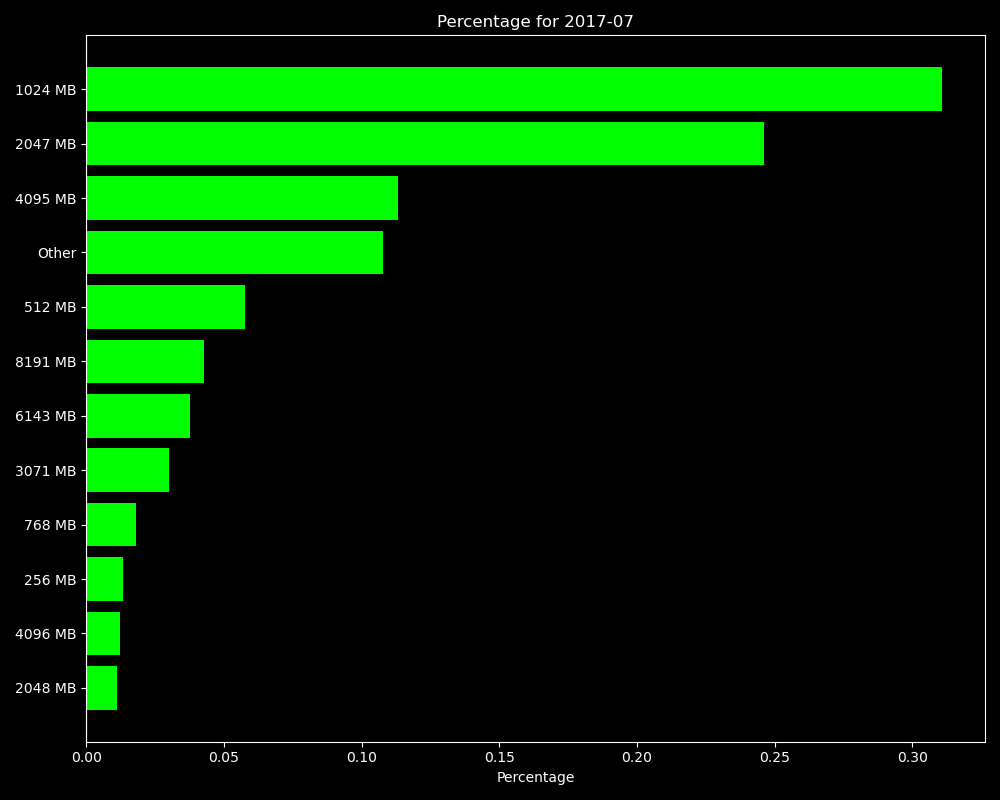 Percentage for 2017-07
1024 MB
2047 MB
4095 MB
Other
512 MB
8191 MB
6143 MB
3071 MB
768 MB
256 MB
4096 MB
2048 MB
0.00 0.05 0.10 0.15 0.20 0.25 0.30
Percentage